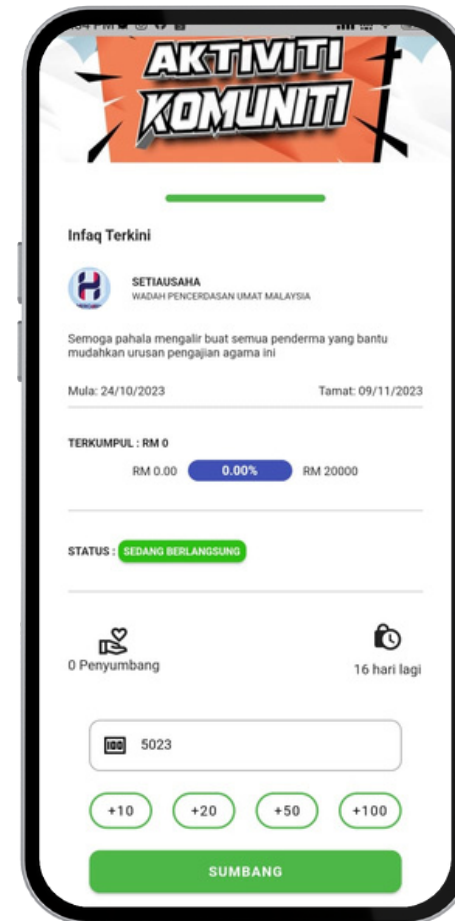 AKTIVITI
KOMUNITI
Infaq Terkini
SETIAUSAHA
WADAH PENCERDASAN UMAT MALAYSIA
Semoga pahala mengalir buat semua penderma yang bantu
mudahkan urusan pengajian agama ini
Mula: 24/10/2023 Tamat: 09/11/2023
TERKUMPUL : RM 0
RM 0.00 0.00% RM 20000
STATUS : SEDANG BERLANGSUNG
0 Penyumbang 16 hari lagi
100 5023
+10 +20 +50 +100
SUMBANG